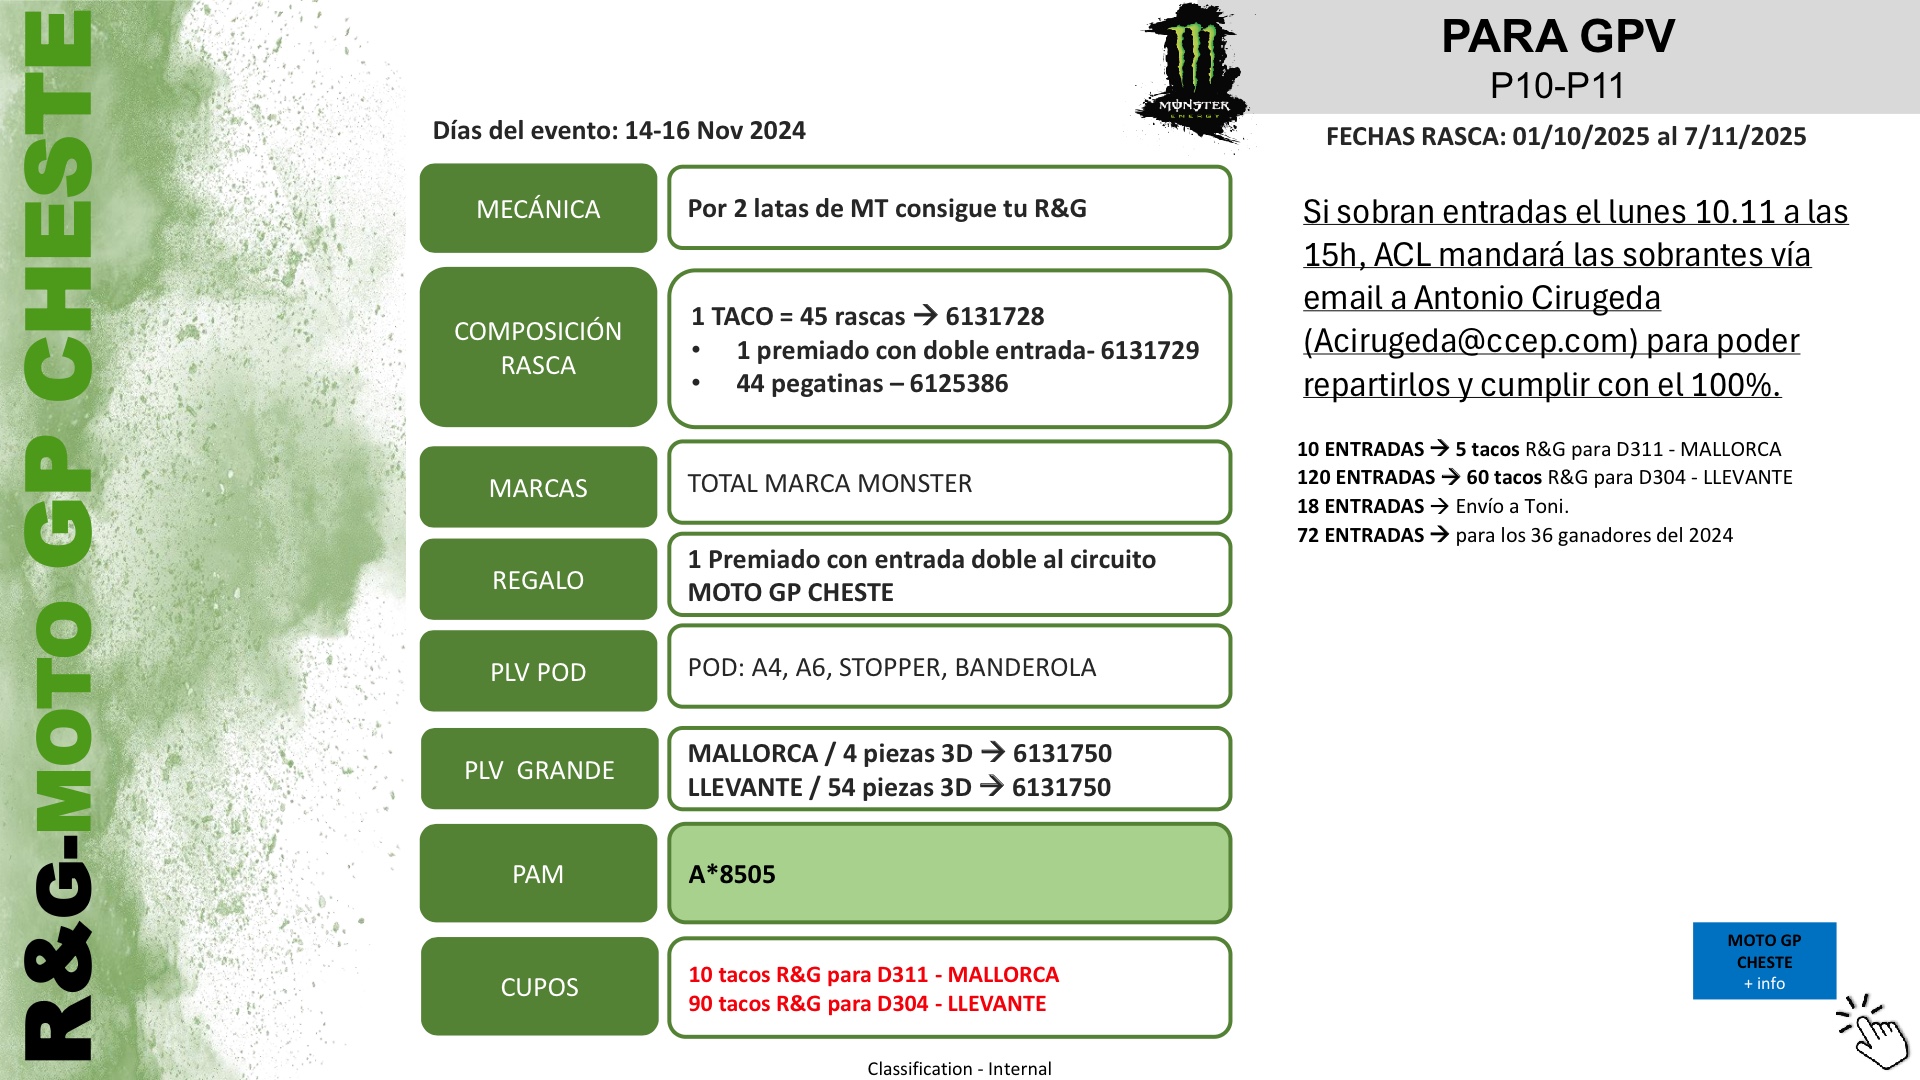 R&G-MOTO GP CHESTE
MONSTER
ENERGY
PARA GPV
P10-P11
Días del evento: 14-16 Nov 2024
FECHAS RASCA: 01/10/2025 al 7/11/2025
MECÁNICA
Por 2 latas de MT consigue tu R&G
COMPOSICIÓN
RASCA
1 TACO = 45 rascas → 6131728
• 1 premiado con doble entrada- 6131729
• 44 pegatinas – 6125386
MARCAS
TOTAL MARCA MONSTER
REGALO
1 Premiado con entrada doble al circuito
MOTO GP CHESTE
PLV POD
POD: A4, A6, STOPPER, BANDEROLA
PLV  GRANDE
MALLORCA / 4 piezas 3D → 6131750
LLEVANTE / 54 piezas 3D → 6131750
PAM
A*8505
CUPOS
10 tacos R&G para D311 - MALLORCA
90 tacos R&G para D304 - LLEVANTE
Si sobran entradas el lunes 10.11 a las
15h, ACL mandará las sobrantes vía
email a Antonio Cirugeda
(Acirugeda@ccep.com) para poder
repartirlos y cumplir con el 100%.
10 ENTRADAS → 5 tacos R&G para D311 - MALLORCA
120 ENTRADAS → 60 tacos R&G para D304 - LLEVANTE
18 ENTRADAS → Envío a Toni.
72 ENTRADAS → para los 36 ganadores del 2024
MOTO GP
CHESTE
+ info
Classification - Internal